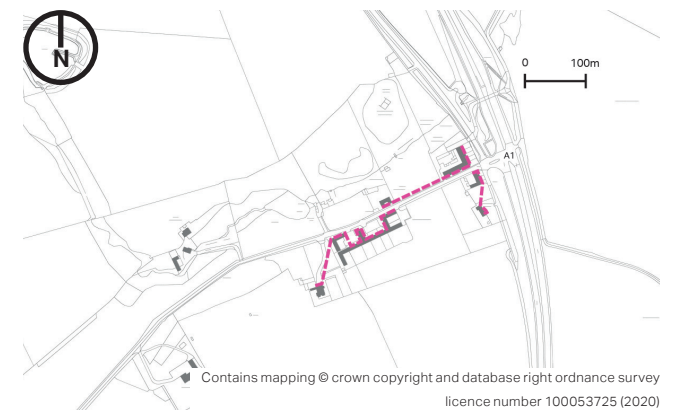 N
0 100m
A1
Contains mapping © crown copyright and database right ordnance survey
licence number 100053725 (2020)